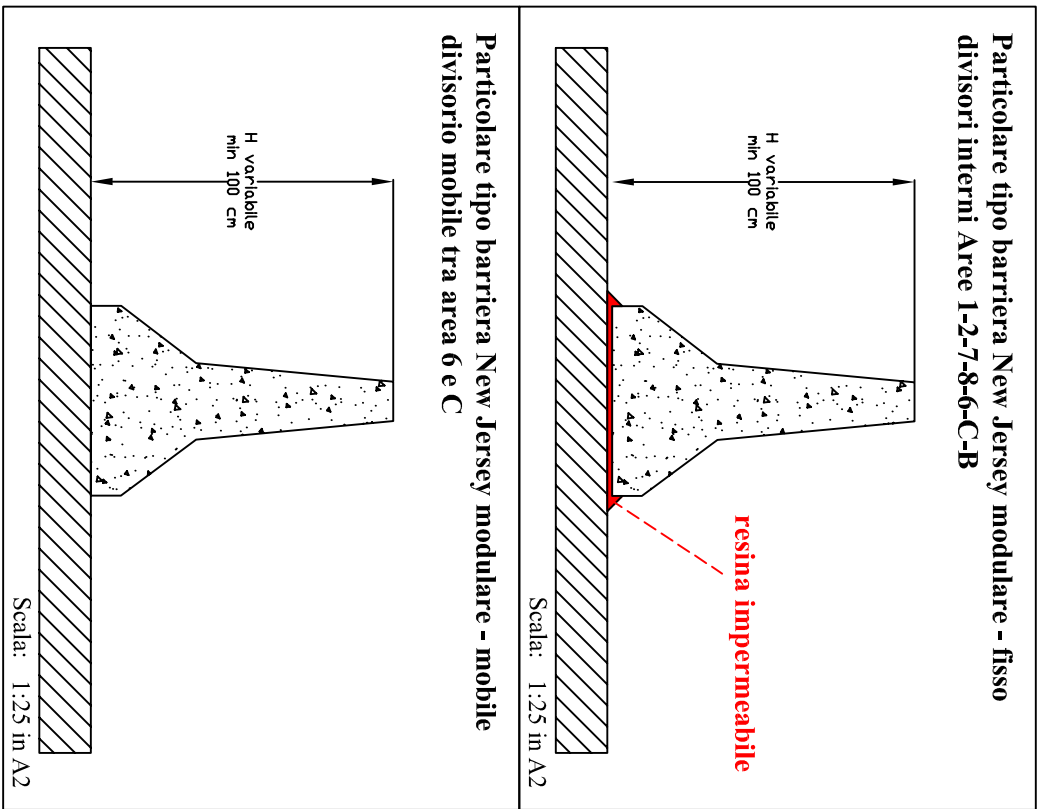 Particolare tipo barriera New Jersey modulare - fisso
divisori interni Aree 1-2-7-8-6-C-B
H variabile
min 100 cm
resina impermeabile
Scala: 1:25 in A2
Particolare tipo barriera New Jersey modulare - mobile
divisorio mobile tra area 6 e C
H variabile
min 100 cm
Scala: 1:25 in A2